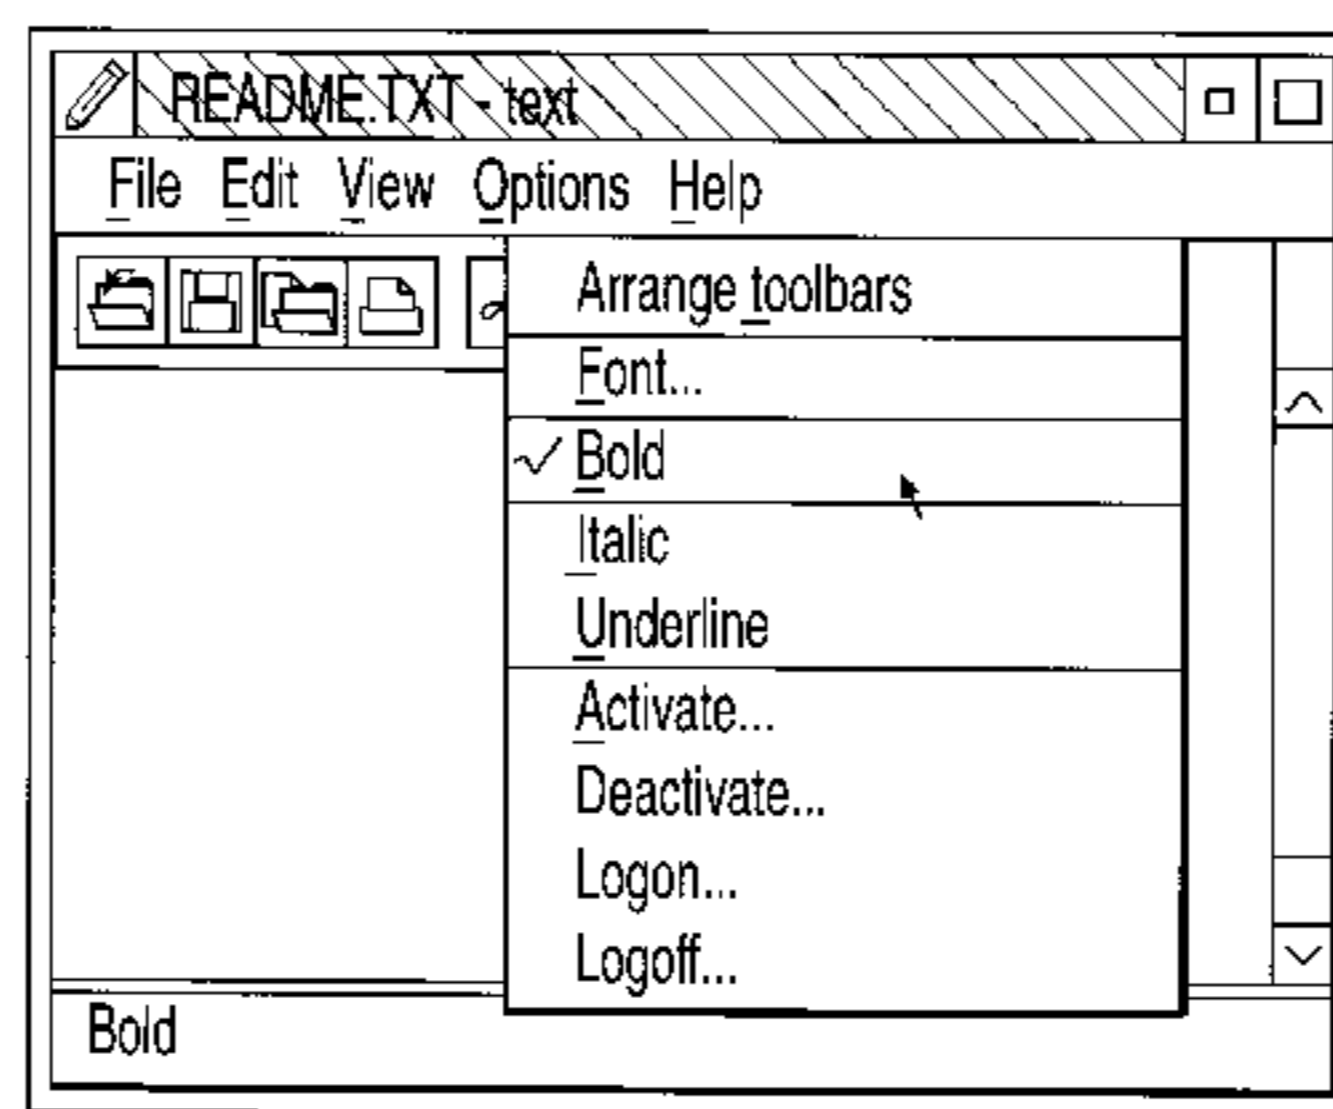 README.TXT - text
File Edit View Options Help
Arrange toolbars
Font...
Bold
Italic
Underline
Activate...
Deactivate...
Logon...
Logoff...
Bold